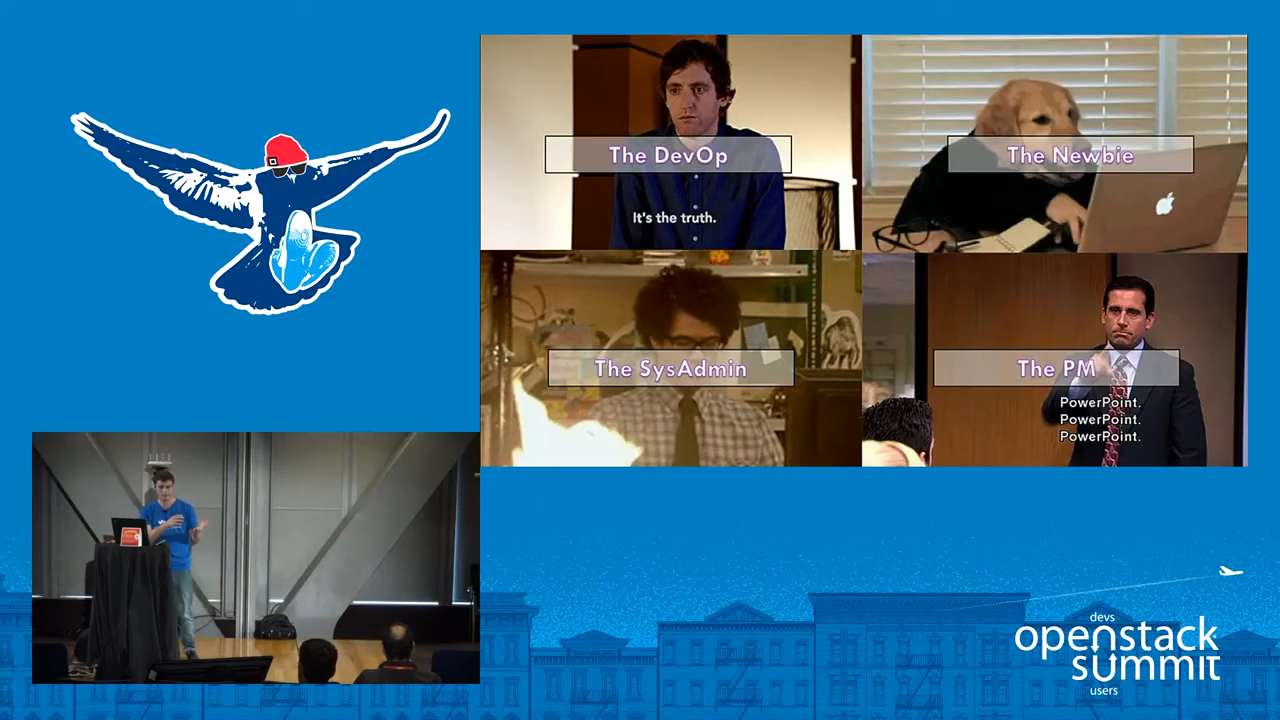 The DevOp
It's the truth.
The Newbie
The SysAdmin
The PM
PowerPoint.
PowerPoint.
PowerPoint.
devs
openstack
summit
users